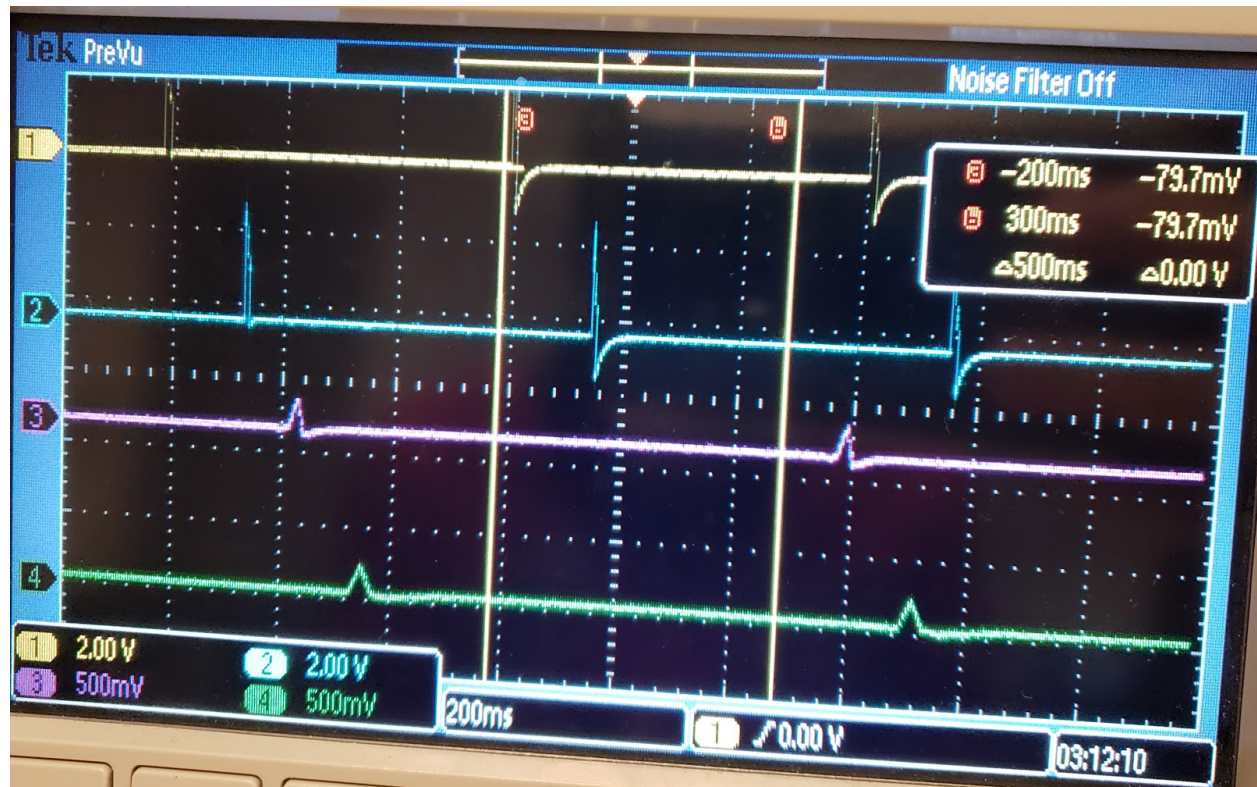 Tek PreVu
Noise Filter Off
1
a
b
a -200ms -79.7mV
b 300ms -79.7mV
△500ms △0.00 V
2
3
4
1 2.00 V 2 2.00 V
3 500mV 4 500mV
200ms
1 0.00 V
03:12:10